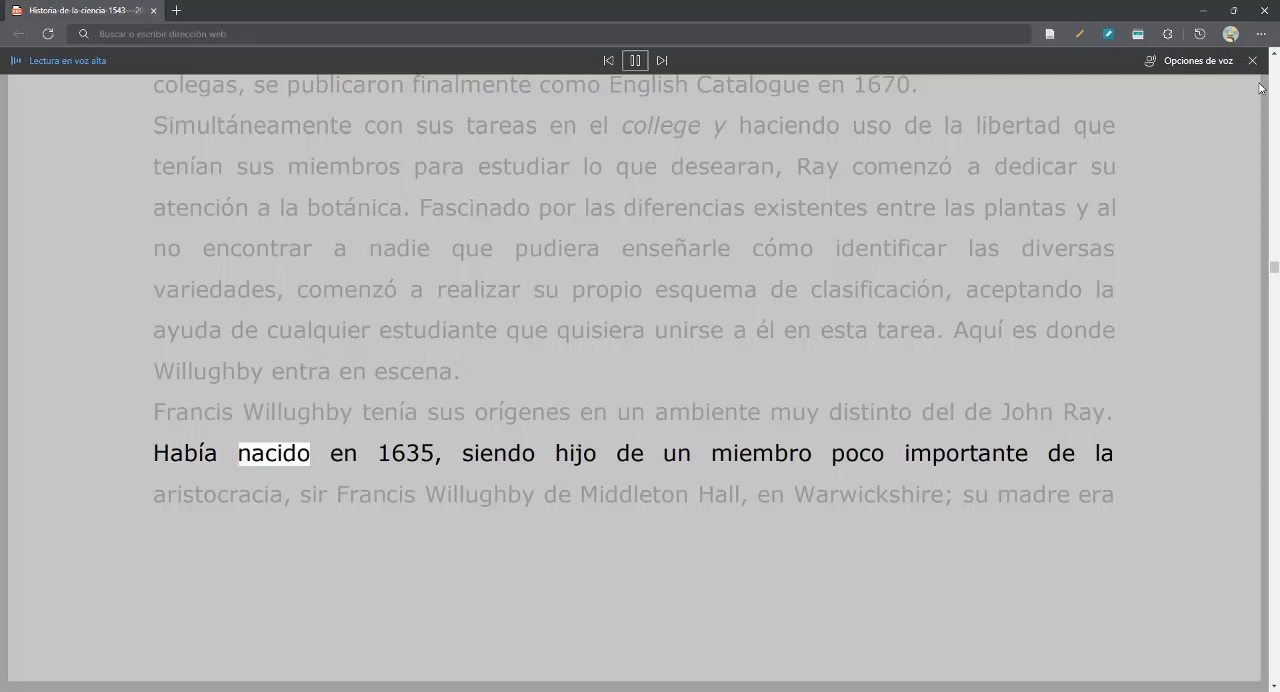 Historia-de-la-ciencia-1543---20
Buscar o escribir dirección web
Lectura en voz alta
Opciones de voz
colegas, se publicaron finalmente como English Catalogue en 1670.
Simultáneamente con sus tareas en el college y haciendo uso de la libertad que
tenían sus miembros para estudiar lo que desearan, Ray comenzó a dedicar su
atención a la botánica. Fascinado por las diferencias existentes entre las plantas y al
no encontrar a nadie que pudiera enseñarle cómo identificar las diversas
variedades, comenzó a realizar su propio esquema de clasificación, aceptando la
ayuda de cualquier estudiante que quisiera unirse a él en esta tarea. Aquí es donde
Willughby entra en escena.
Francis Willughby tenía sus orígenes en un ambiente muy distinto del de John Ray.
Había nacido en 1635, siendo hijo de un miembro poco importante de la
aristocracia, sir Francis Willughby de Middleton Hall, en Warwickshire; su madre era